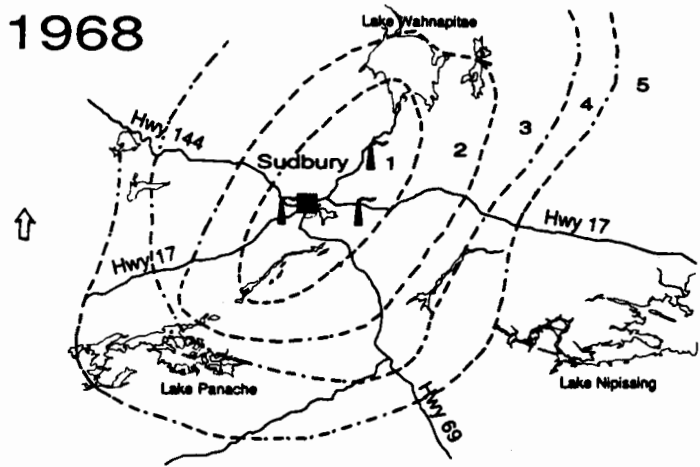 1968
Lake Wahnapitae
5
4
3
Hwy 144
2
Sudbury
1
Hwy 17
Hwy 17
Lake Panache
Lake Nipissing
Hwy 69